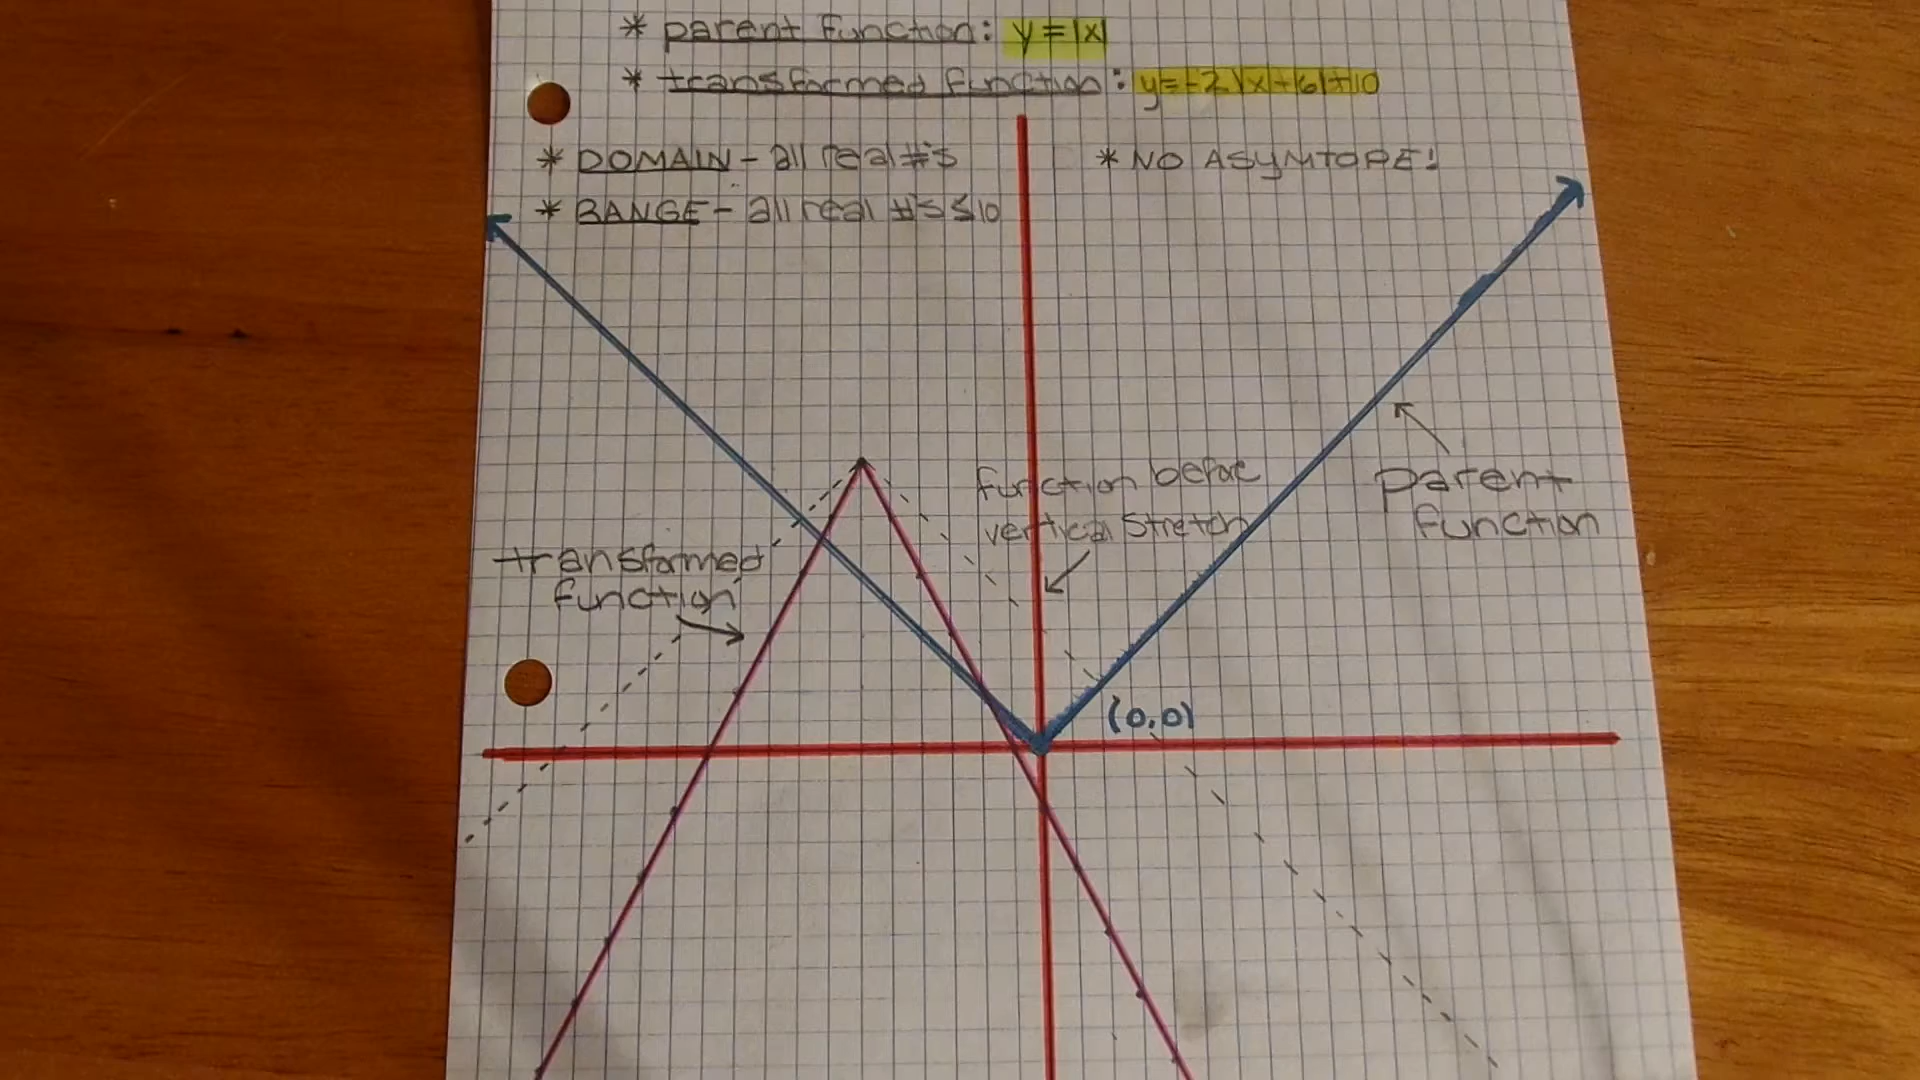 * parent function: y=|x|
* transformed function: y=-2|x+6|+10
* DOMAIN - all real #'s
* NO ASYMTOPE!
* RANGE - all real #'s ≤10
function before
vertical stretch
parent
function
transformed
function
(0,0)